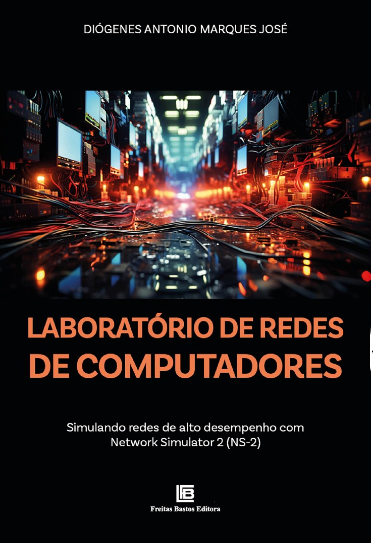 DIÓGENES ANTONIO MARQUES JOSÉ
LABORATÓRIO DE REDES
DE COMPUTADORES
Simulando redes de alto desempenho com
Network Simulator 2 (NS-2)
FB
Freitas Bastos Editora